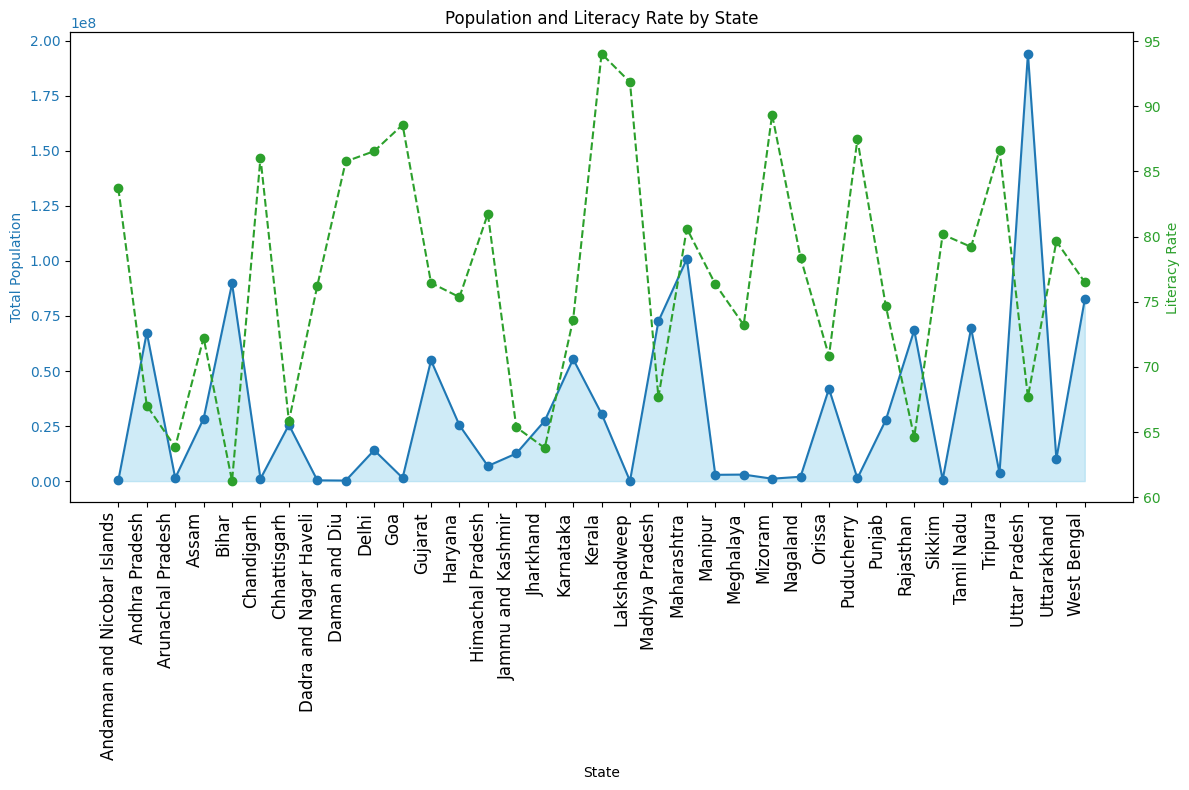 Population and Literacy Rate by State
1e8
2.00
1.75
1.50
1.25
1.00
0.75
0.50
0.25
0.00
Total Population
95
90
85
80
75
70
65
60
Literacy Rate
Andaman and Nicobar Islands
Andhra Pradesh
Arunachal Pradesh
Assam
Bihar
Chandigarh
Chhattisgarh
Dadra and Nagar Haveli
Daman and Diu
Delhi
Goa
Gujarat
Haryana
Himachal Pradesh
Jammu and Kashmir
Jharkhand
Karnataka
Kerala
Lakshadweep
Madhya Pradesh
Maharashtra
Manipur
Meghalaya
Mizoram
Nagaland
Orissa
Puducherry
Punjab
Rajasthan
Sikkim
Tamil Nadu
Tripura
Uttar Pradesh
Uttarakhand
West Bengal
State